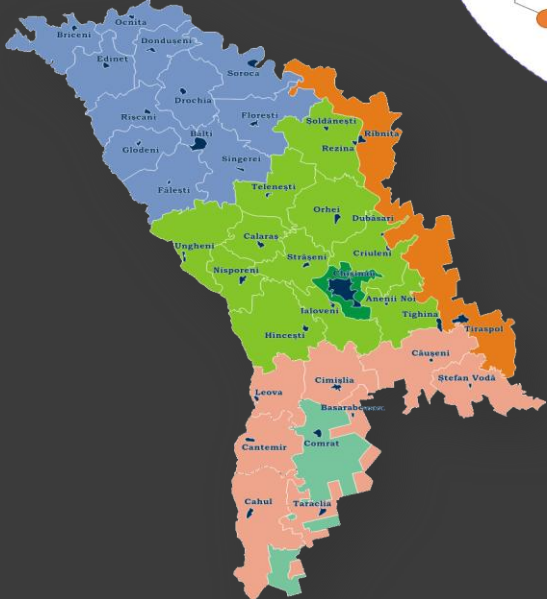 Ocnița
Briceni
Dondușeni
Edineț
Soroca
Drochia
Rîșcani
Florești
Șoldănești
Rîbnița
Bălți
Rezina
Glodeni
Sîngerei
Fălești
Telenești
Orhei
Dubăsari
Călăraș
Ungheni
Criuleni
Strășeni
Nisporeni
Chișinău
Anenii Noi
Ialoveni
Tighina
Tiraspol
Hîncești
Căușeni
Cimișlia
Ștefan Vodă
Leova
Comrat
Cantemir
Cahul
Taraclia